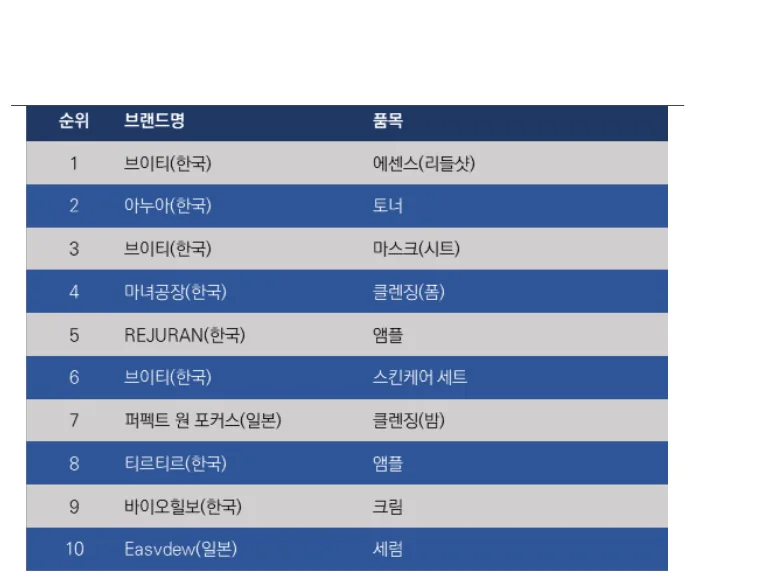 순위 브랜드명 품목
1 브이티(한국) 에센스(리들샷)
2 아누아(한국) 토너
3 브이티(한국) 마스크(시트)
4 마녀공장(한국) 클렌징(폼)
5 REJURAN(한국) 앰플
6 브이티(한국) 스킨케어 세트
7 퍼펙트 원 포커스(일본) 클렌징(밤)
8 티르티르(한국) 앰플
9 바이오힐보(한국) 크림
10 Easvdew(일본) 세럼